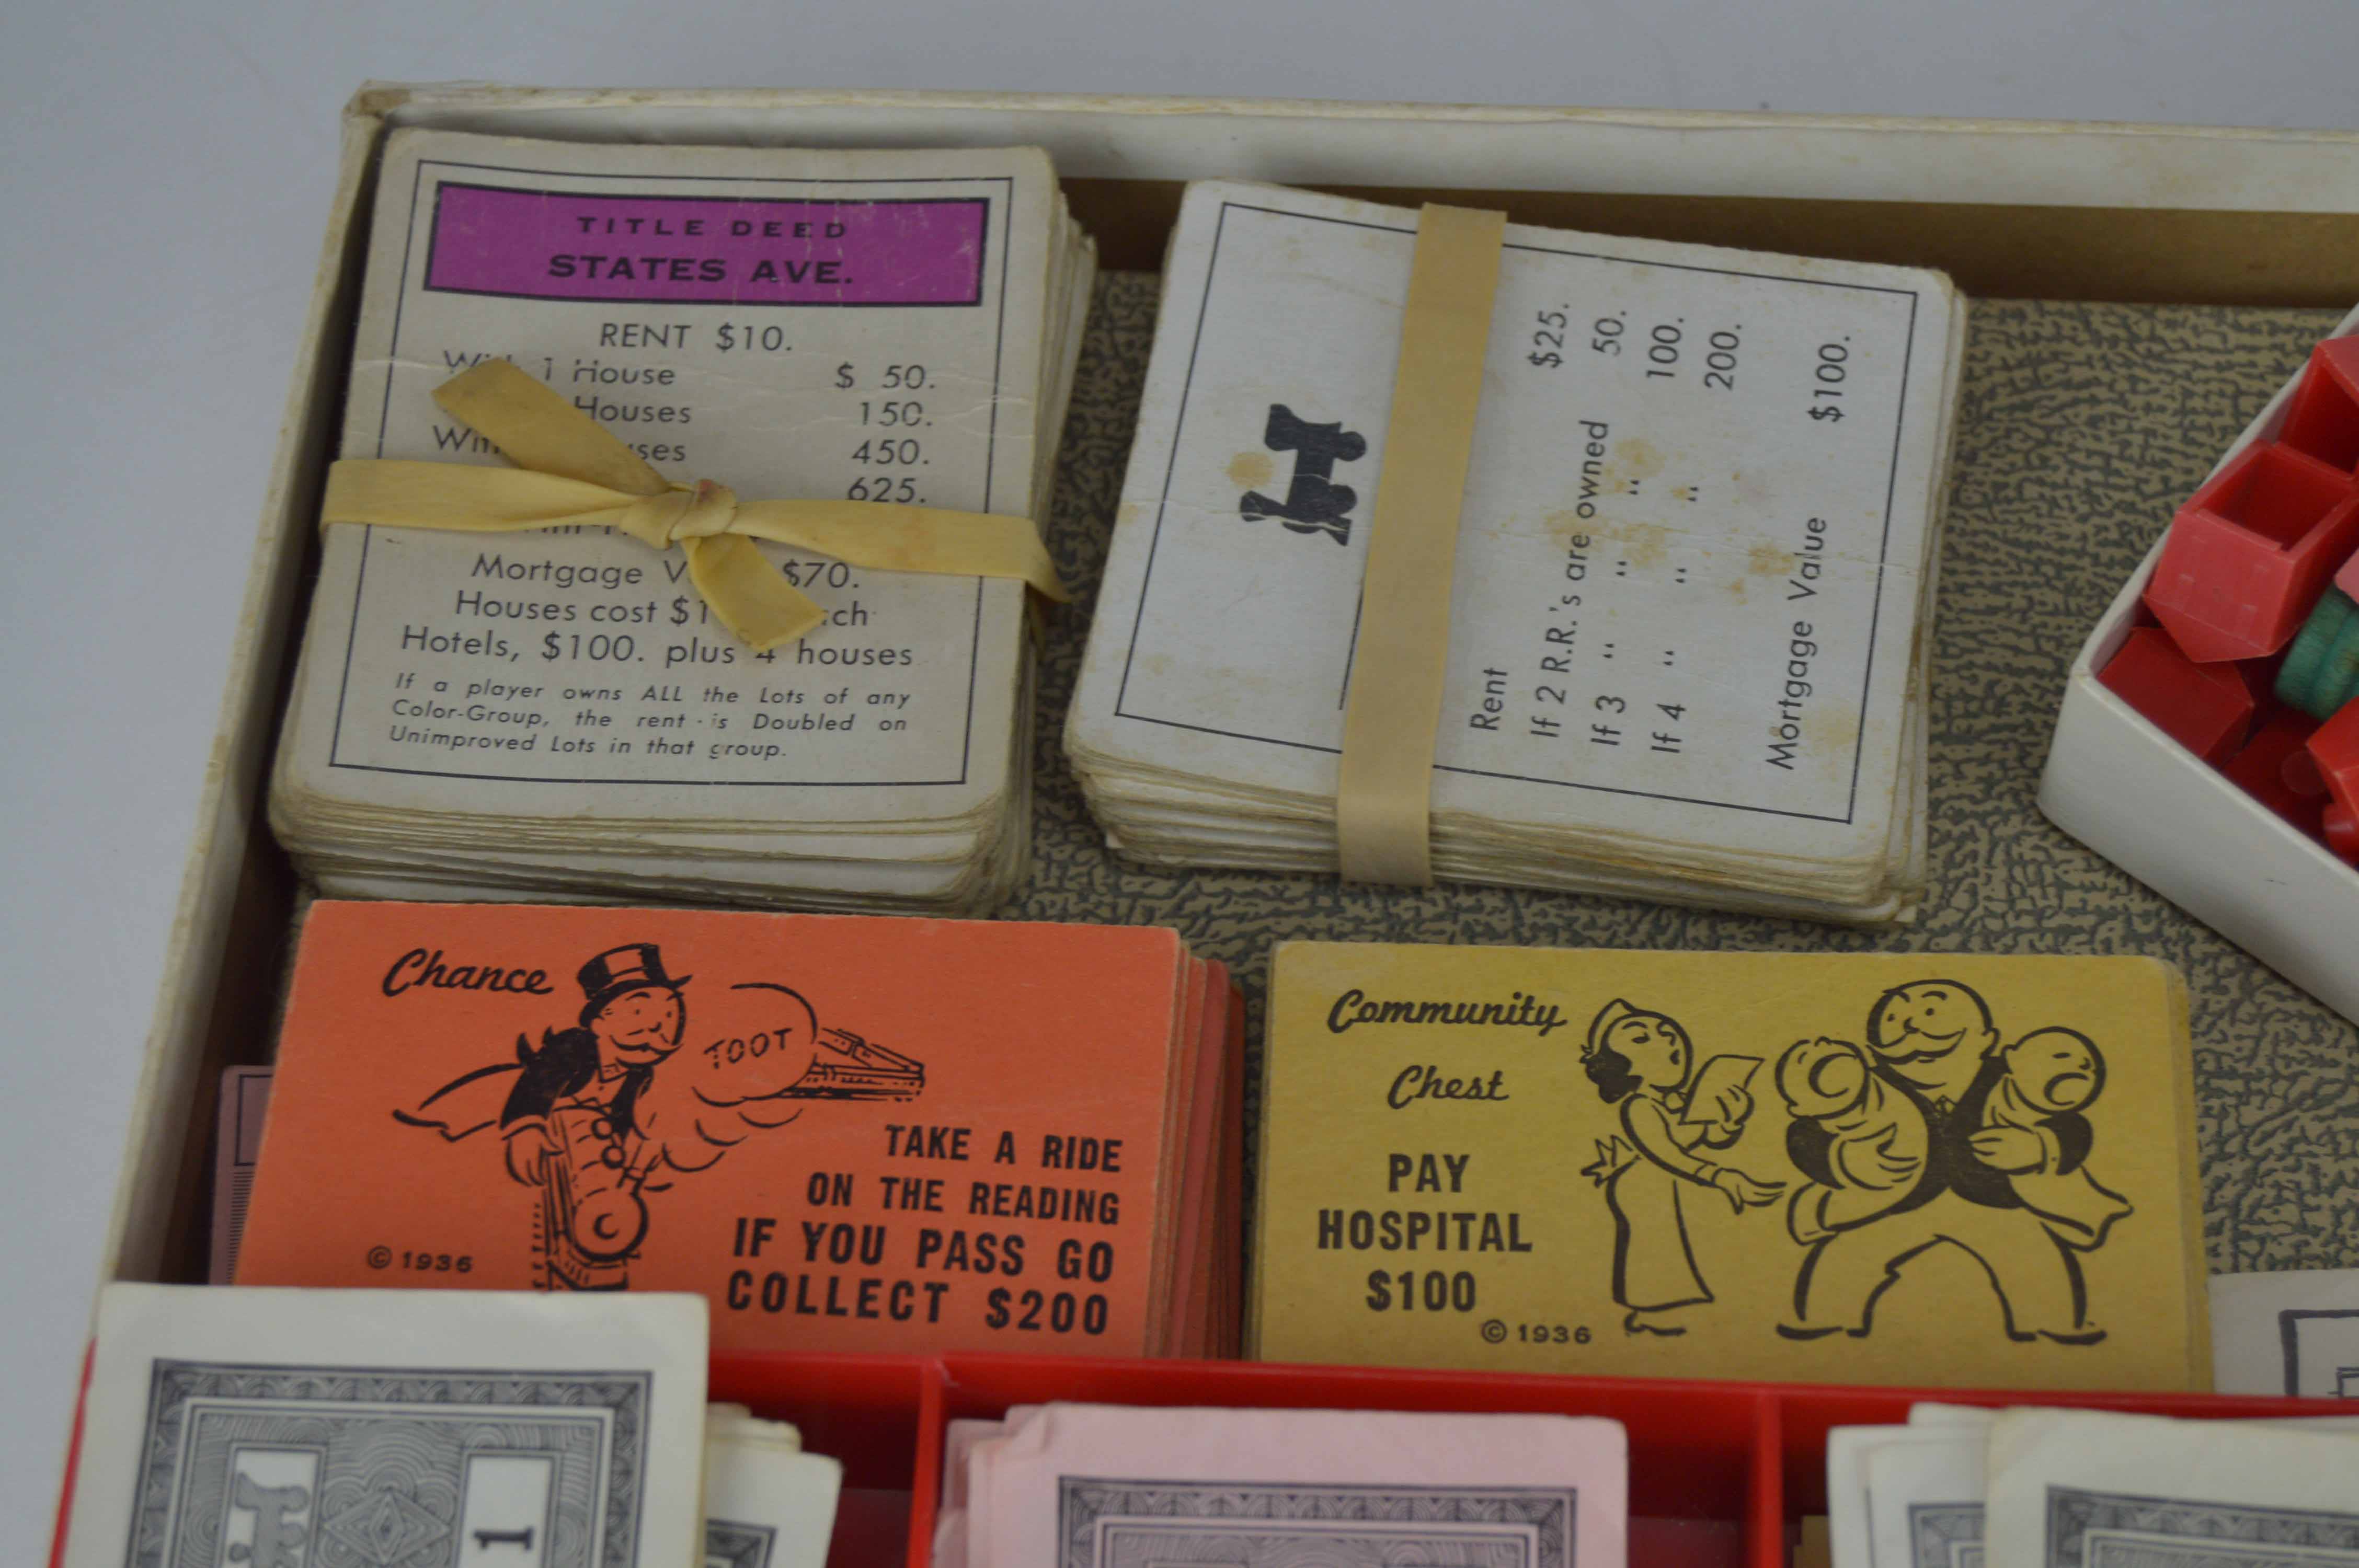 TITLE DEED
STATES AVE.
RENT $10.
1 House $ 50.
Houses 150.
450.
625.
Mortgage $70.
Houses cost
Hotels, $100. plus 4 houses
If a player owns ALL the Lots of any
Color-Group, the rent is Doubled on
Unimproved Lots in that group.
Rent $25.
If 2 R.R.'s are owned 50.
If 3 " " " 100.
If 4 " " " 200.
Mortgage Value $100.
Chance
TOOT
TAKE A RIDE
ON THE READING
IF YOU PASS GO
COLLECT $200
© 1936
Community
Chest
PAY
HOSPITAL
$100
© 1936
1